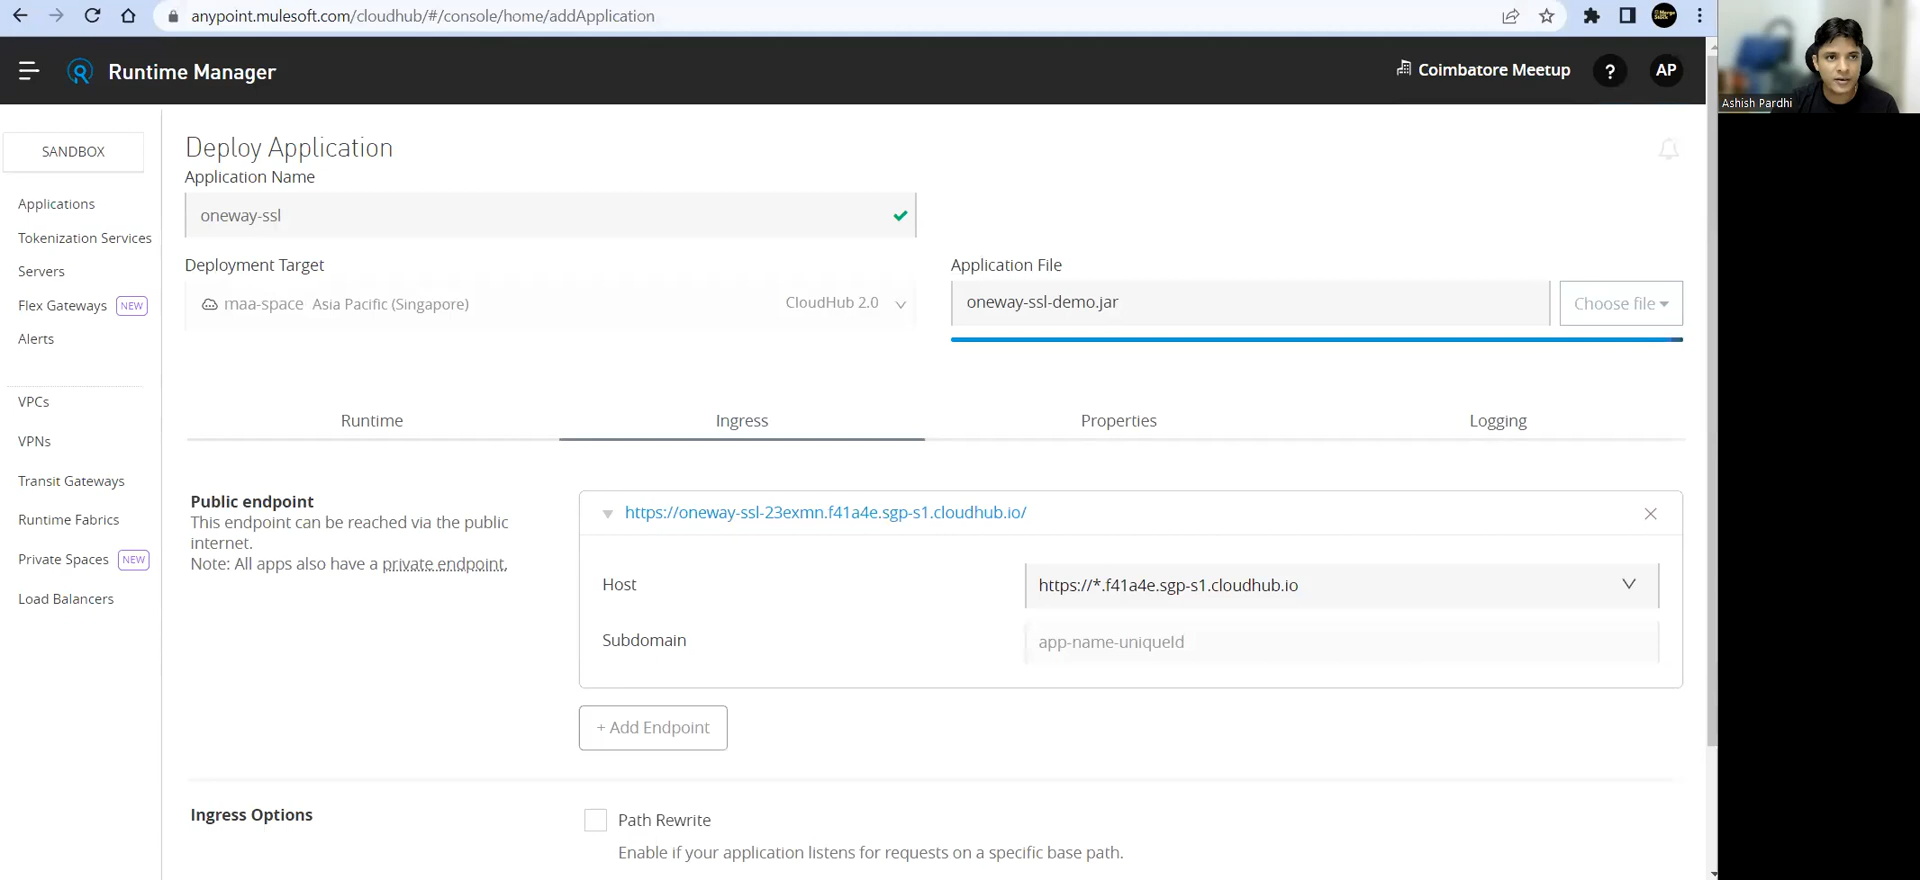 anypoint.mulesoft.com/cloudhub/#/console/home/addApplication
Runtime Manager
Coimbatore Meetup
?
AP
Ashish Pardhi
SANDBOX
Applications
Tokenization Services
Servers
Flex Gateways NEW
Alerts
VPCs
VPNs
Transit Gateways
Runtime Fabrics
Private Spaces NEW
Load Balancers
Deploy Application
Application Name
oneway-ssl
Deployment Target
maa-space Asia Pacific (Singapore) CloudHub 2.0
Application File
oneway-ssl-demo.jar
Choose file
Runtime Ingress Properties Logging
Public endpoint
This endpoint can be reached via the public
internet.
Note: All apps also have a private endpoint.
https://oneway-ssl-23exmn.f41a4e.sgp-s1.cloudhub.io/
Host
https://*.f41a4e.sgp-s1.cloudhub.io
Subdomain
app-name-uniqueId
+ Add Endpoint
Ingress Options
Path Rewrite
Enable if your application listens for requests on a specific base path.